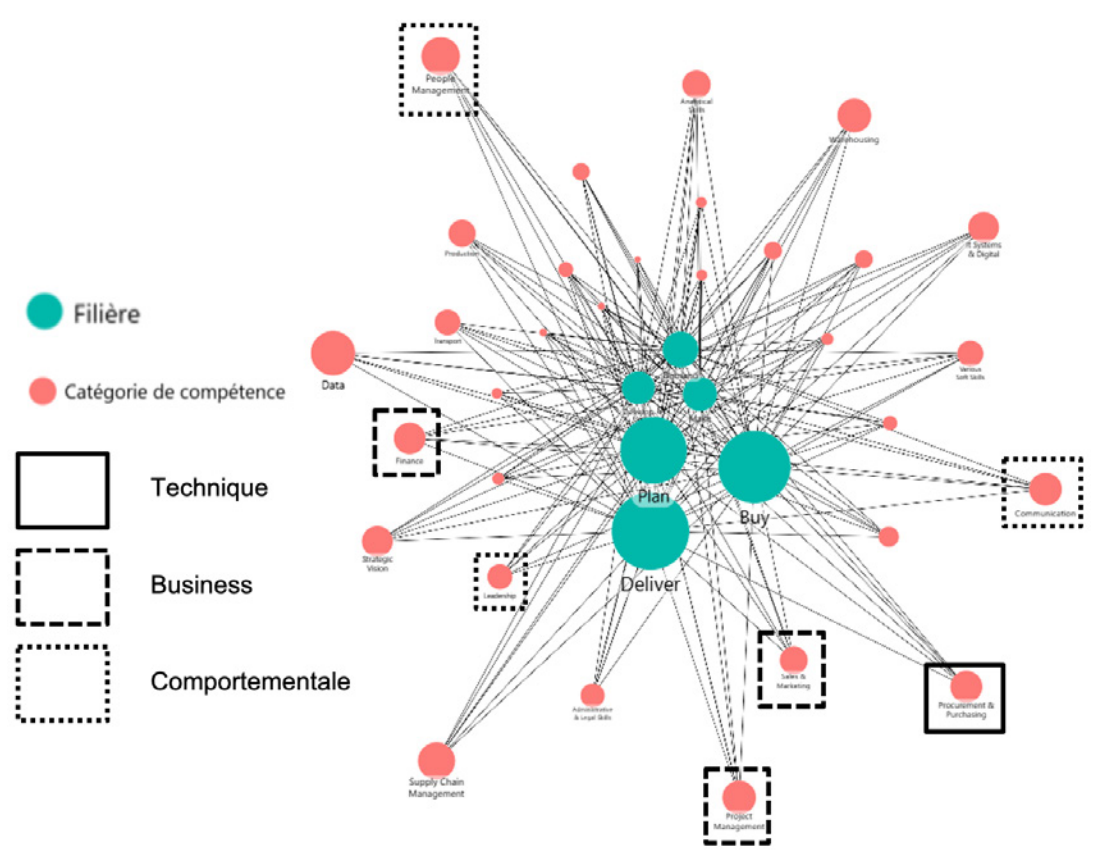 People
Management
Analytical
Skills
Warehousing
Production
IT Systems
& Digital
Filière
Transport
Catégorie de compétence
Data
Various
Soft Skills
Finance
Technique
Plan
Buy
Communication
Strategic
Vision
Business
Leadership
Deliver
Comportementale
Sales &
Marketing
Administrative
& Legal Skills
Procurement &
Purchasing
Supply Chain
Management
Project
Management